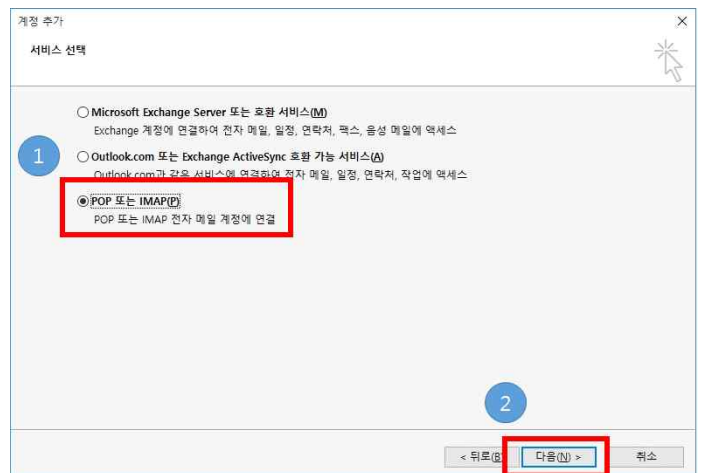 계정 추가
서비스 선택
Microsoft Exchange Server 또는 호환 서비스(M)
Exchange 계정에 연결하여 전자 메일, 일정, 연락처, 팩스, 음성 메일에 액세스
1
Outlook.com 또는 Exchange ActiveSync 호환 가능 서비스(A)
Outlook.com과 같은 서비스에 연결하여 전자 메일, 일정, 연락처, 작업에 액세스
POP 또는 IMAP(P)
POP 또는 IMAP 전자 메일 계정에 연결
2
< 뒤로(B 다음(N) > 취소